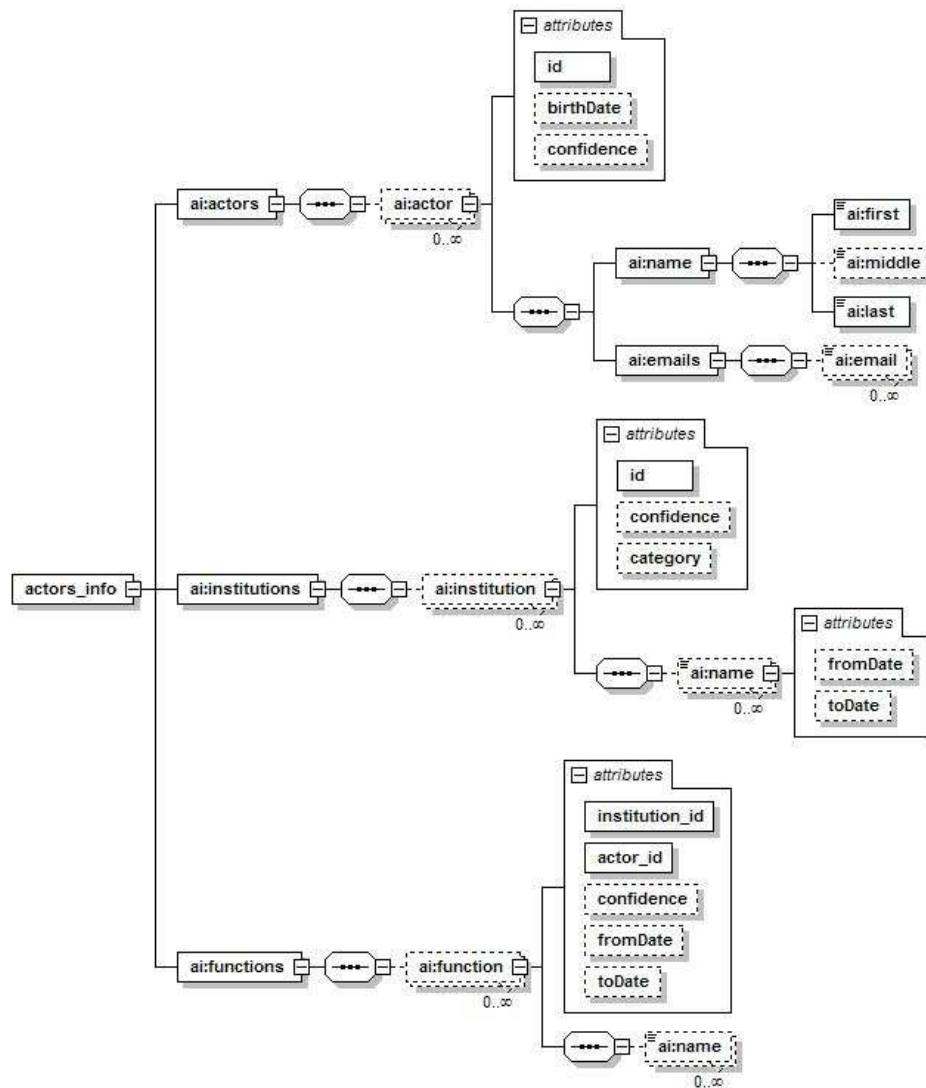 attributes
id
birthDate
confidence
ai:actors
ai:actor
0..∞
ai:first
ai:name
ai:middle
ai:last
ai:emails
ai:email
0..∞
attributes
id
confidence
category
actors_info
ai:institutions
ai:institution
0..∞
attributes
ai:name
0..∞
fromDate
toDate
attributes
institution_id
actor_id
confidence
fromDate
toDate
ai:functions
ai:function
0..∞
ai:name
0..∞